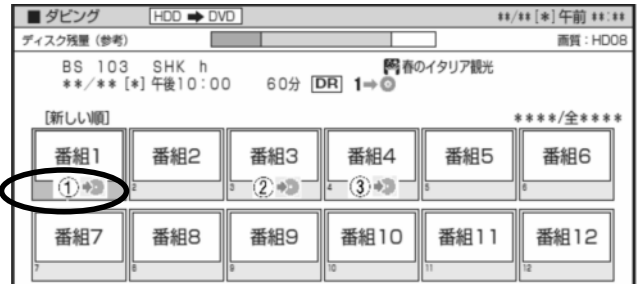 ■ ダビング HDD ➡ DVD **/**[*]午前 **:**
ディスク残量（参考） 画質：HD08
BS 103 SHK h 春のイタリア観光
**/** [*] 午後10:00 60分 DR 1⇒
[新しい順] ****/全****
番組1 番組2 番組3 番組4 番組5 番組6
① 2 3 ② 4 ③ 5 6
番組7 番組8 番組9 番組10 番組11 番組12
7 8 9 10 11 12